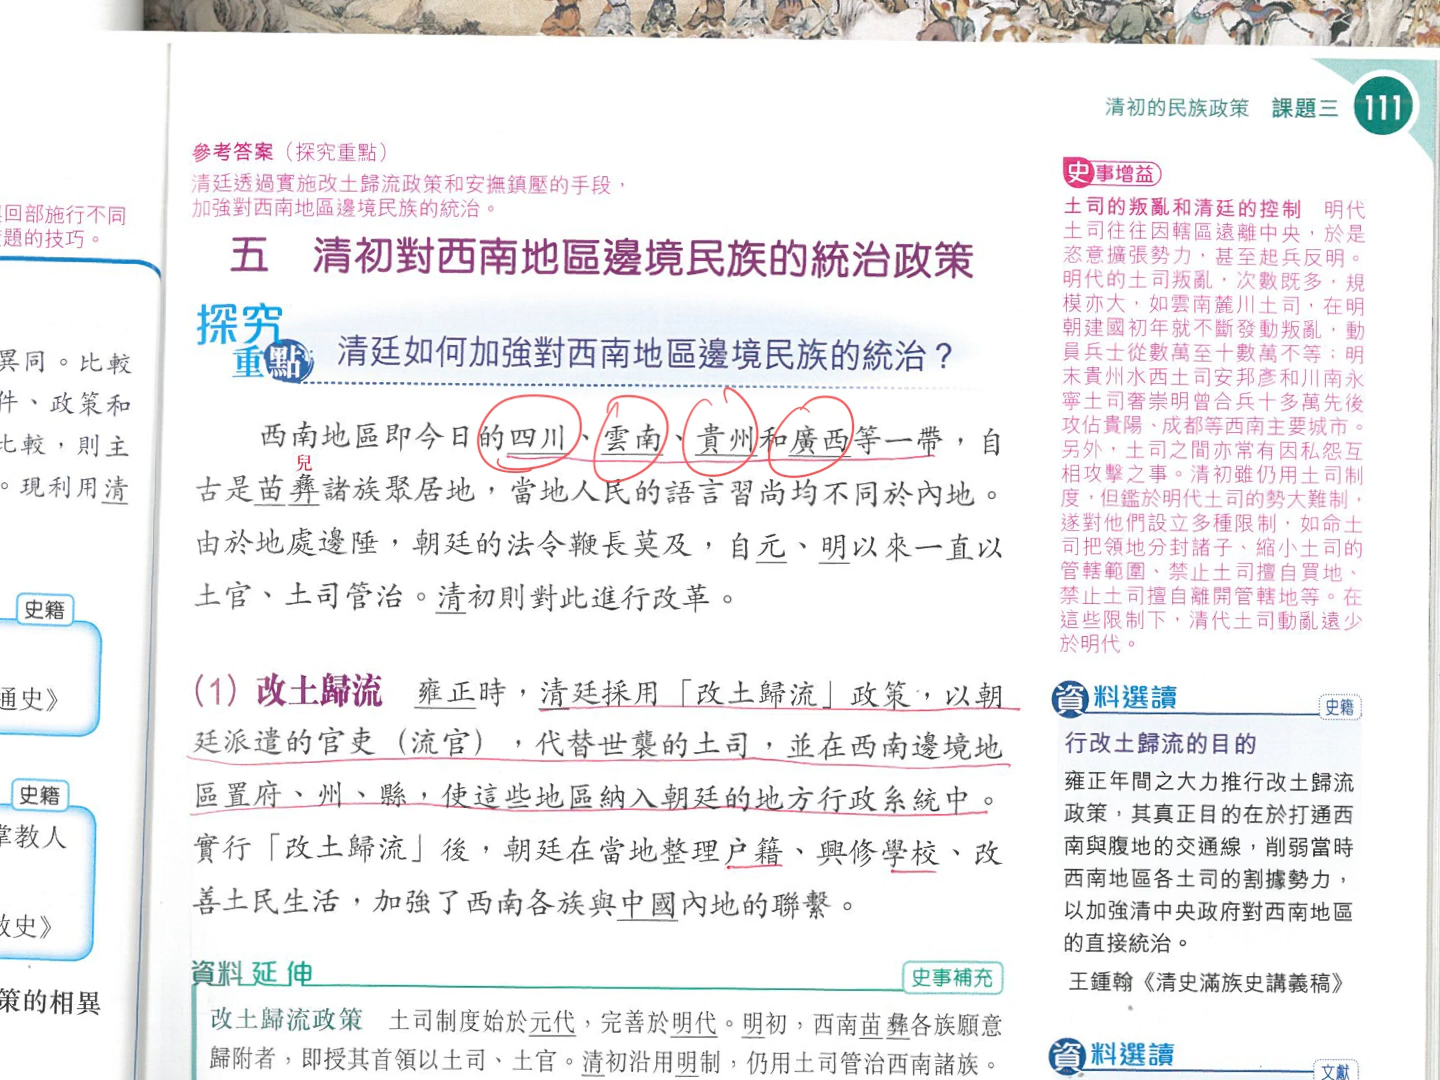 清初的民族政策 課題三 111
參考答案（探究重點）
清廷透過實施改土歸流政策和安撫鎮壓的手段，
加強對西南地區邊境民族的統治。
五 清初對西南地區邊境民族的統治政策
探究
重點 清廷如何加強對西南地區邊境民族的統治？
西南地區即今日的四川、雲南、貴州和廣西等一帶，自
兒
古是苗彝諸族聚居地，當地人民的語言習尚均不同於內地。
由於地處邊陲，朝廷的法令鞭長莫及，自元、明以來一直以
土官、土司管治。清初則對此進行改革。
（1）改土歸流 雍正時，清廷採用「改土歸流」政策，以朝
廷派遣的官吏（流官），代替世襲的土司，並在西南邊境地
區置府、州、縣，使這些地區納入朝廷的地方行政系統中。
實行「改土歸流」後，朝廷在當地整理户籍、興修學校、改
善土民生活，加強了西南各族與中國內地的聯繫。
資料延伸 史事補充
改土歸流政策 土司制度始於元代，完善於明代。明初，西南苗彝各族願意
歸附者，即授其首領以土司、土官。清初沿用明制，仍用土司管治西南諸族。
史事增益
土司的叛亂和清廷的控制 明代
土司往往因轄區遠離中央，於是
恣意擴張勢力，甚至起兵反明。
明代的土司叛亂，次數既多，規
模亦大，如雲南麓川土司，在明
朝建國初年就不斷發動叛亂，動
員兵士從數萬至十數萬不等；明
末貴州水西土司安邦彥和川南永
寧土司奢崇明曾合兵十多萬先後
攻佔貴陽、成都等西南主要城市。
另外，土司之間亦常有因私怨互
相攻擊之事。清初雖仍用土司制
度，但鑑於明代土司的勢大難制，
遂對他們設立多種限制，如命土
司把領地分封諸子、縮小土司的
管轄範圍、禁止土司擅自買地、
禁止土司擅自離開管轄地等。在
這些限制下，清代土司動亂遠少
於明代。
資料選讀 史籍
行改土歸流的目的
雍正年間之大力推行改土歸流
政策，其真正目的在於打通西
南與腹地的交通線，削弱當時
西南地區各土司的割據勢力，
以加強清中央政府對西南地區
的直接統治。
王鍾翰《清史滿族史講義稿》
資料選讀 文獻
回部施行不同
題的技巧。
異同。比較
件、政策和
比較，則主
。現利用清
史籍
通史》
史籍
掌教人
史》
策的相異